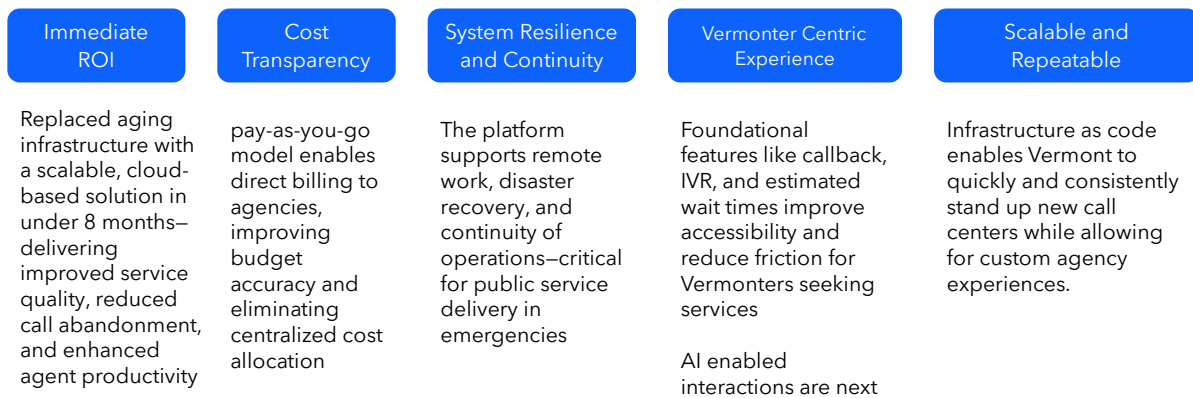 Immediate
ROI
Cost
Transparency
System Resilience
and Continuity
Vermonter Centric
Experience
Scalable and
Repeatable
Replaced aging
infrastructure with
a scalable, cloud-
based solution in
under 8 months—
delivering
improved service
quality, reduced
call abandonment,
and enhanced
agent productivity
pay-as-you-go
model enables
direct billing to
agencies,
improving
budget
accuracy and
eliminating
centralized cost
allocation
The platform
supports remote
work, disaster
recovery, and
continuity of
operations—critical
for public service
delivery in
emergencies
Foundational
features like callback,
IVR, and estimated
wait times improve
accessibility and
reduce friction for
Vermonters seeking
services
AI enabled
interactions are next
Infrastructure as code
enables Vermont to
quickly and consistently
stand up new call
centers while allowing
for custom agency
experiences.